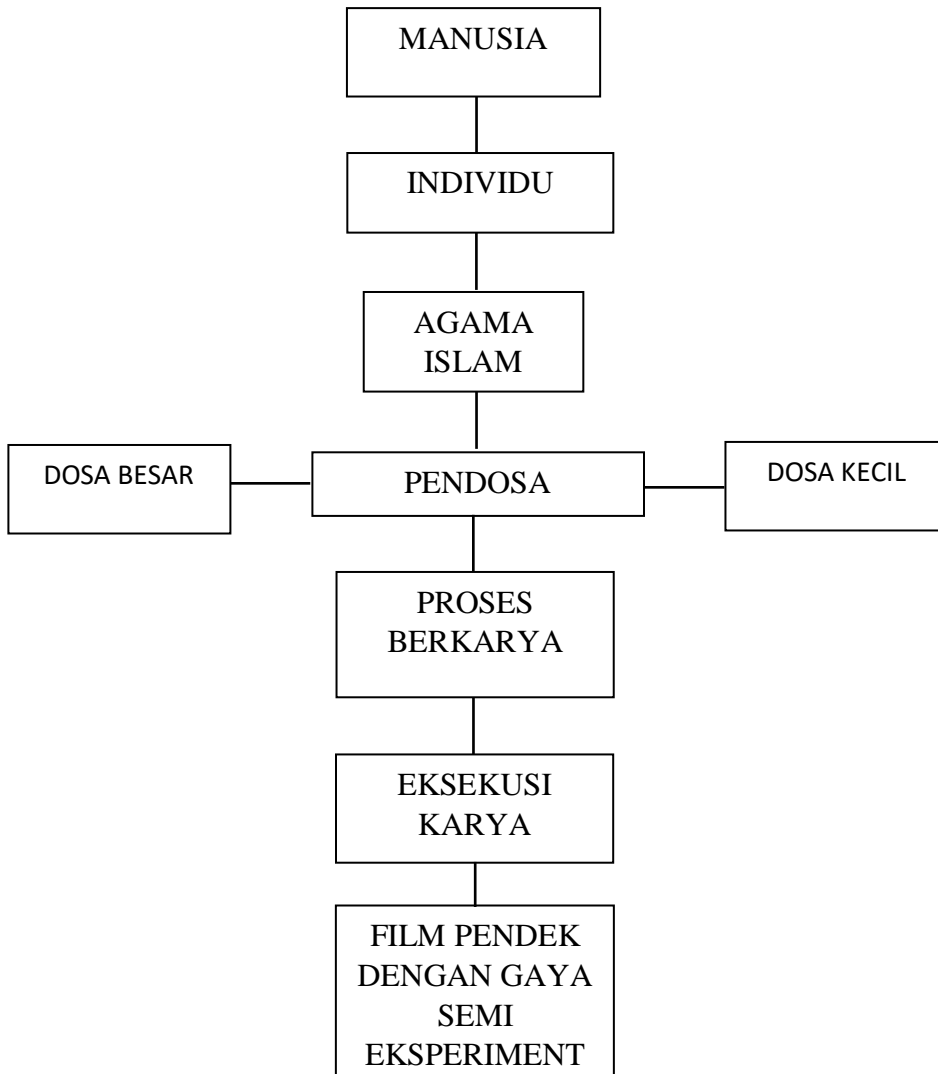 MANUSIA
INDIVIDU
AGAMA
ISLAM
DOSA BESAR
PENDOSA
DOSA KECIL
PROSES
BERKARYA
EKSEKUSI
KARYA
FILM PENDEK
DENGAN GAYA
SEMI
EKSPERIMENT